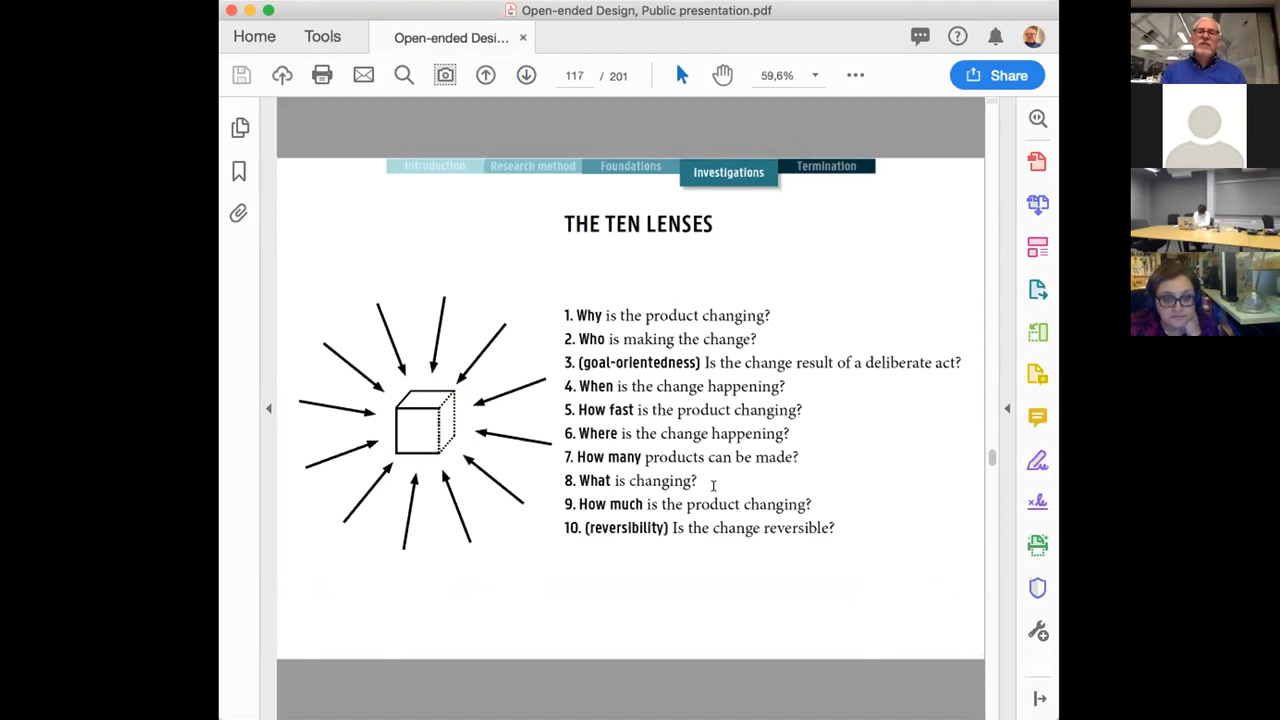 Open-ended Design, Public presentation.pdf
Home Tools Open-ended Desi... ×
117 / 201 59,6% Share
Introduction Research method Foundations Investigations Termination
THE TEN LENSES
1. Why is the product changing?
2. Who is making the change?
3. (goal-orientedness) Is the change result of a deliberate act?
4. When is the change happening?
5. How fast is the product changing?
6. Where is the change happening?
7. How many products can be made?
8. What is changing?
9. How much is the product changing?
10. (reversibility) Is the change reversible?